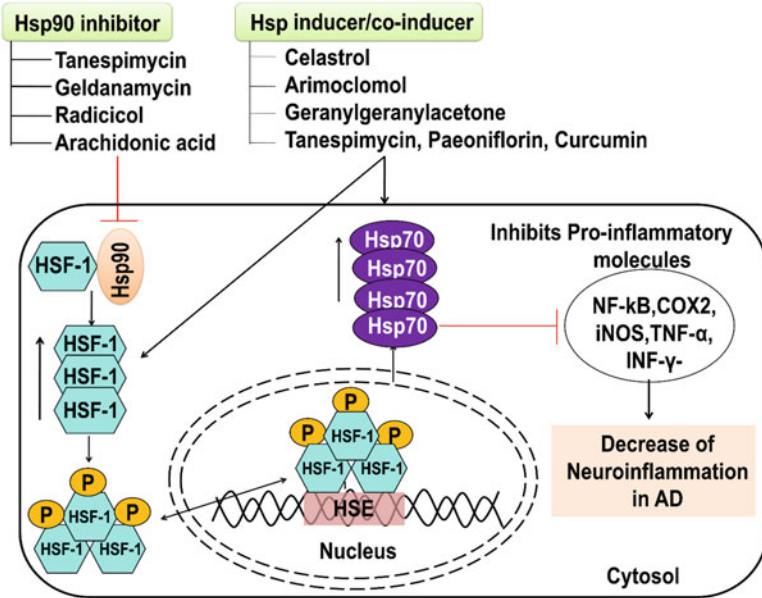 Hsp90 inhibitor
Tanespimycin
Geldanamycin
Radicicol
Arachidonic acid
Hsp inducer/co-inducer
Celastrol
Arimoclomol
Geranylgeranylacetone
Tanespimycin, Paeoniflorin, Curcumin
HSF-1
Hsp90
HSF-1
HSF-1
HSF-1
P
P
P
HSF-1
HSF-1
HSF-1
Hsp70
Hsp70
Hsp70
Hsp70
P
P
P
HSF-1
HSF-1
HSF-1
HSE
Nucleus
Inhibits Pro-inflammatory
molecules
NF-kB,COX2,
iNOS,TNF-α,
INF-γ-
Decrease of
Neuroinflammation
in AD
Cytosol